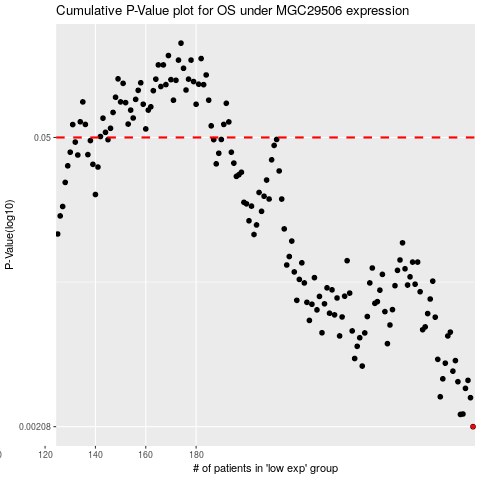 Cumulative P-Value plot for OS under MGC29506 expression
P-Value(log10)
0.05
0.00208
0
120
140
160
180
# of patients in 'low exp' group